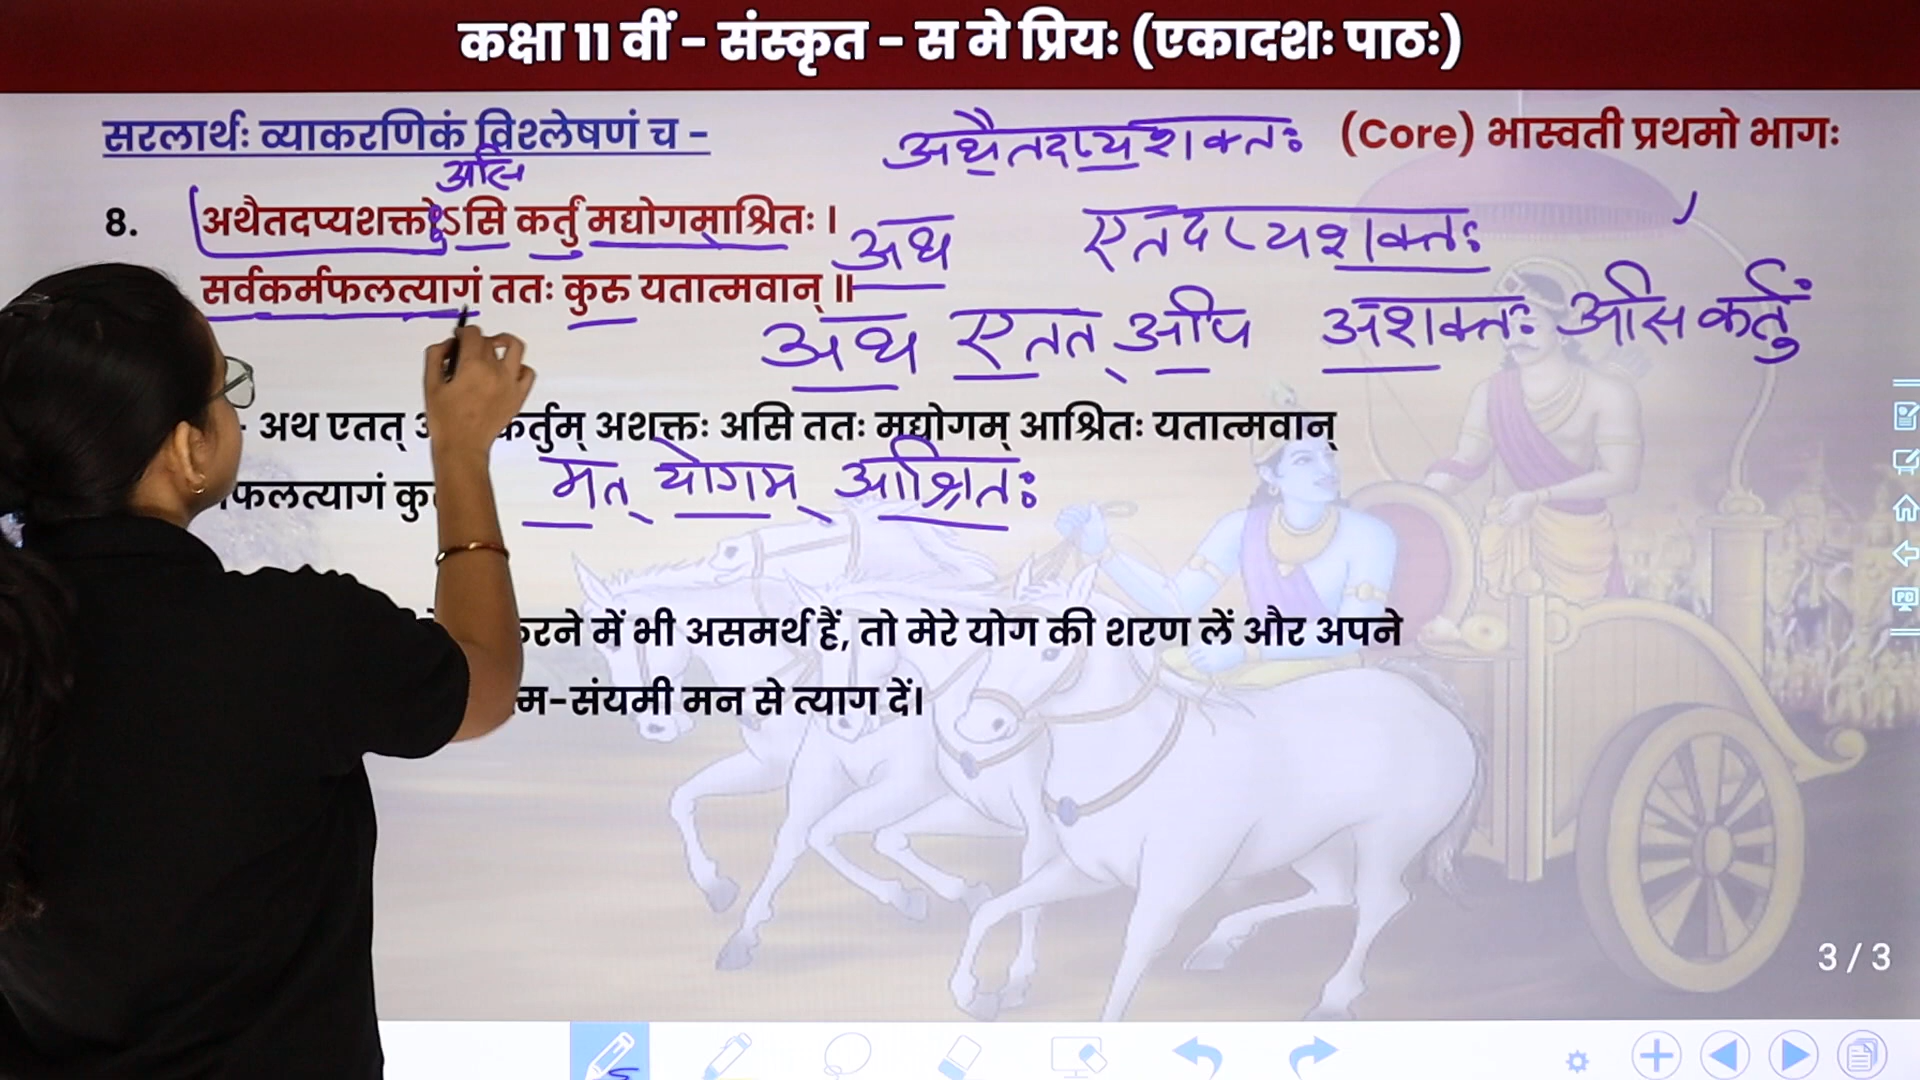 कक्षा 11 वीं - संस्कृत - स मे प्रियः (एकादशः पाठः)
सरलार्थः व्याकरणिकं विश्लेषणं च -
अथैतदप्यशक्तः
(Core) भास्वती प्रथमो भागः
असि
8. अथैतदप्यशक्तोऽसि कर्तुं मद्योगमाश्रितः ।
अथ एतदप्यशक्तः
सर्वकर्मफलत्यागं ततः कुरु यतात्मवान् ॥
अथ एतत् अपि अशक्तः असि कर्तुं
- अथ एतत् कर्तुम् अशक्तः असि ततः मद्योगम् आश्रितः यतात्मवान्
फलत्यागं
मत् योगम् आश्रितः
करने में भी असमर्थ हैं, तो मेरे योग की शरण लें और अपने
-संयमी मन से त्याग दें।
3 / 3